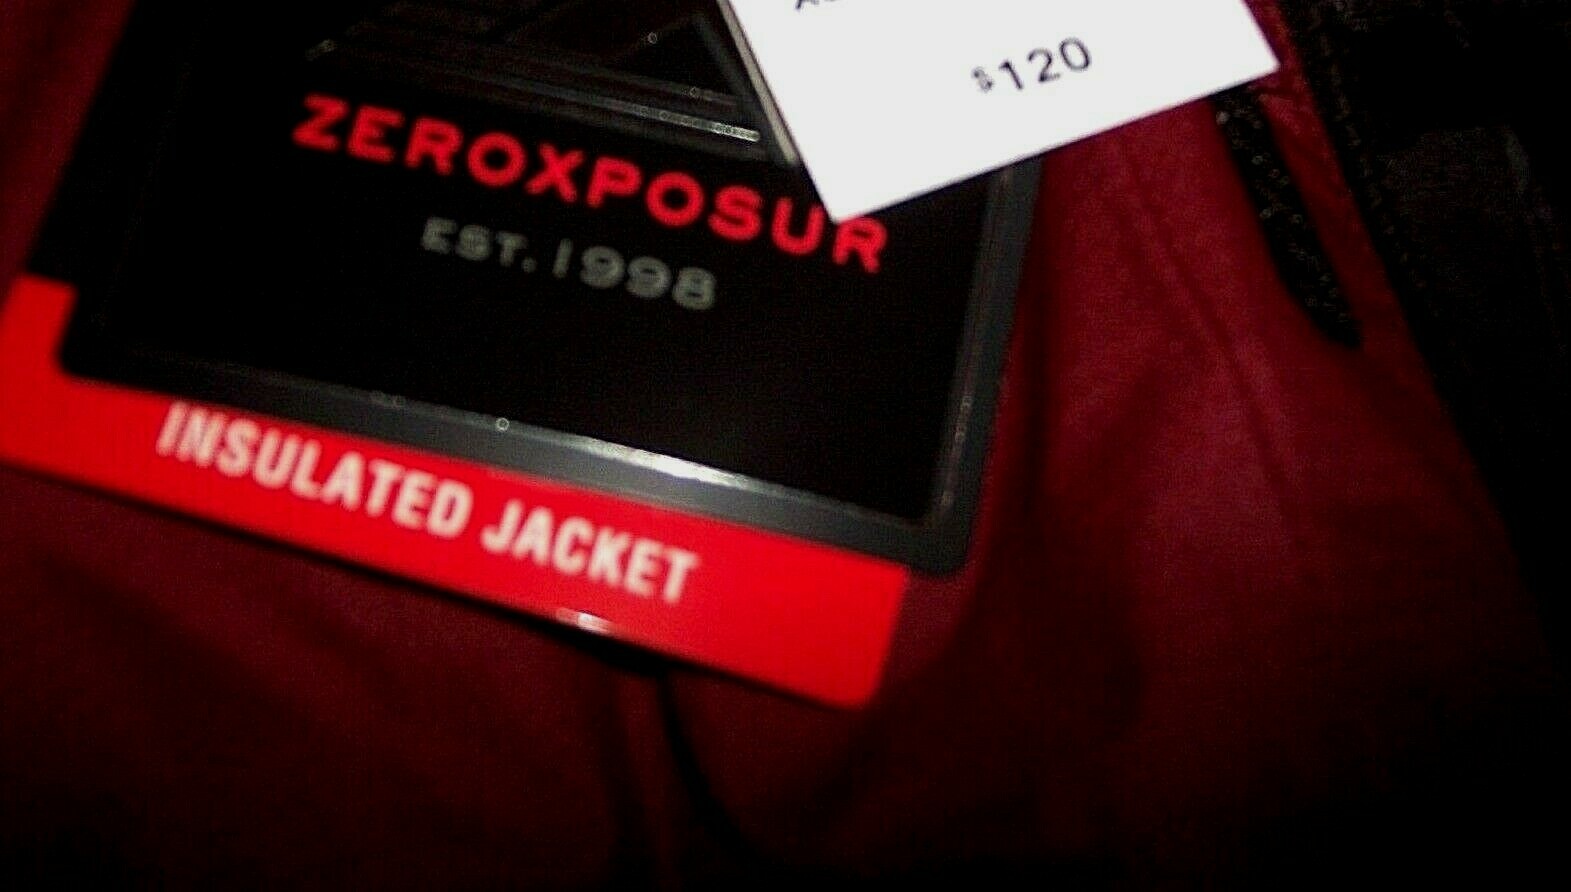 $120
ZEROXPOSUR
EST. 1998
INSULATED JACKET